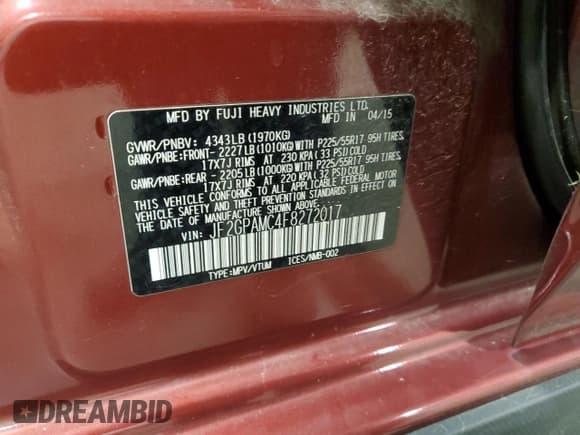 MFD BY FUJI HEAVY INDUSTRIES LTD.
IN JAPAN 04/15
GVWR/PNBV: 4343LB(1970KG)
GAWR/PNBE:FRONT- 2227LB(1010KG)WITH P225/55R17 95H TIRES,
17X7J RIMS AT 230 KPA(33 PSI)COLD
GAWR/PNBE:REAR - 2205LB(1000KG)WITH P225/55R17 95H TIRES,
17X7J RIMS AT 220 KPA(32 PSI)COLD
THIS VEHICLE CONFORMS TO ALL APPLICABLE FEDERAL MOTOR
VEHICLE SAFETY AND THEFT PREVENTION STANDARDS IN EFFECT ON
THE DATE OF MANUFACTURE SHOWN ABOVE.
VIN: JF2GPAMC4F8272017
TYPE:MPV/VTUM ICES/NMB-002
DREAMBID